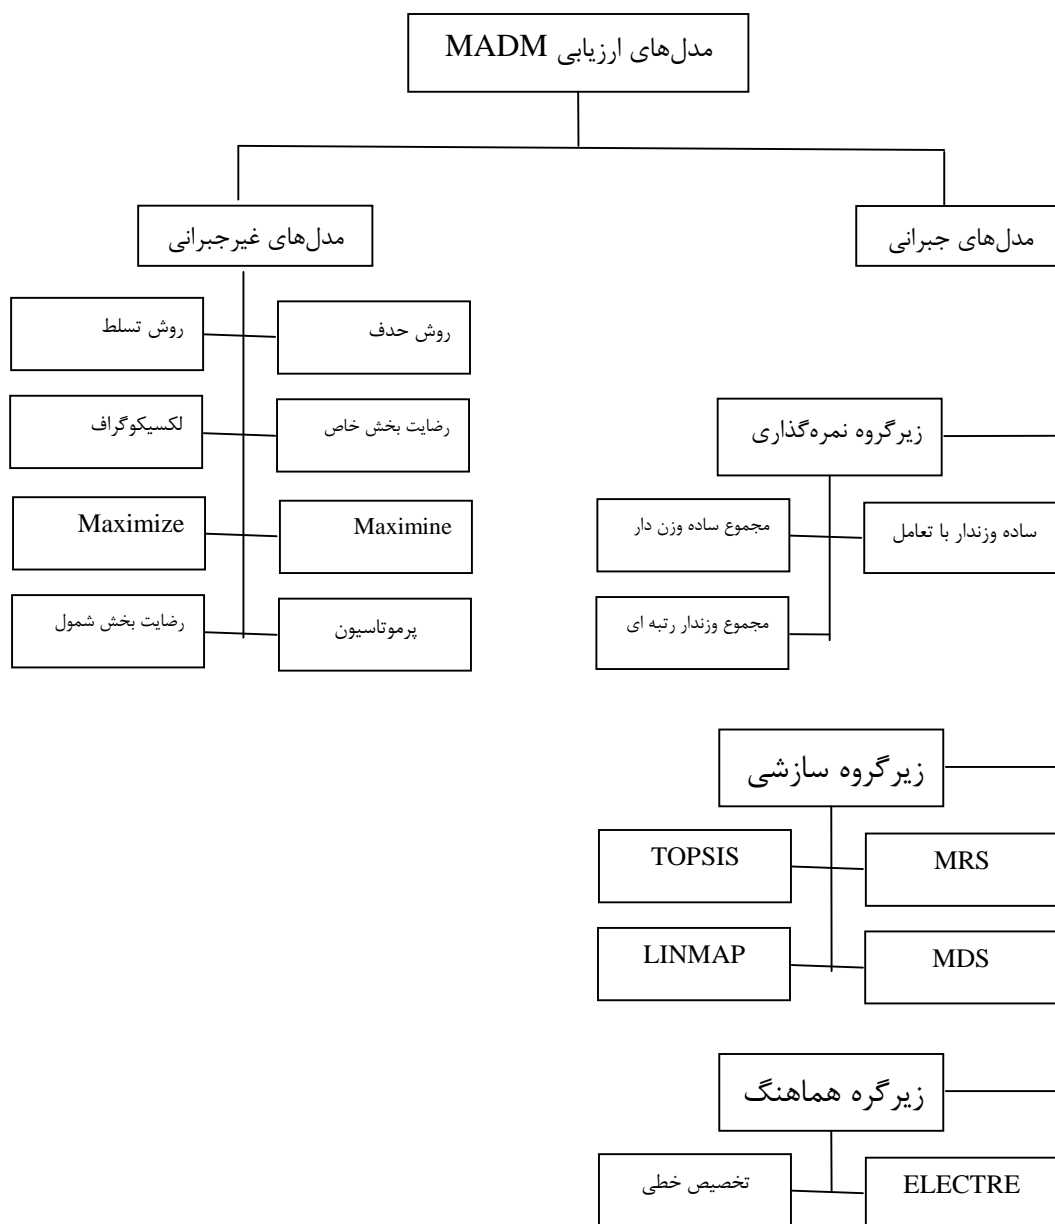 مدل‌های ارزیابی MADM
مدل‌های جبرانی
مدل‌های غیرجبرانی
روش حذف
روش تسلط
رضایت بخش خاص
لکسیکوگراف
Maximine
Maximize
پرموتاسیون
رضایت بخش شمول
زیرگروه نمره‌گذاری
ساده وزندار با تعامل
مجموع ساده وزن دار
مجموع وزندار رتبه ای
زیرگروه سازشی
MRS
TOPSIS
MDS
LINMAP
زیرگره هماهنگ
ELECTRE
تخصیص خطی